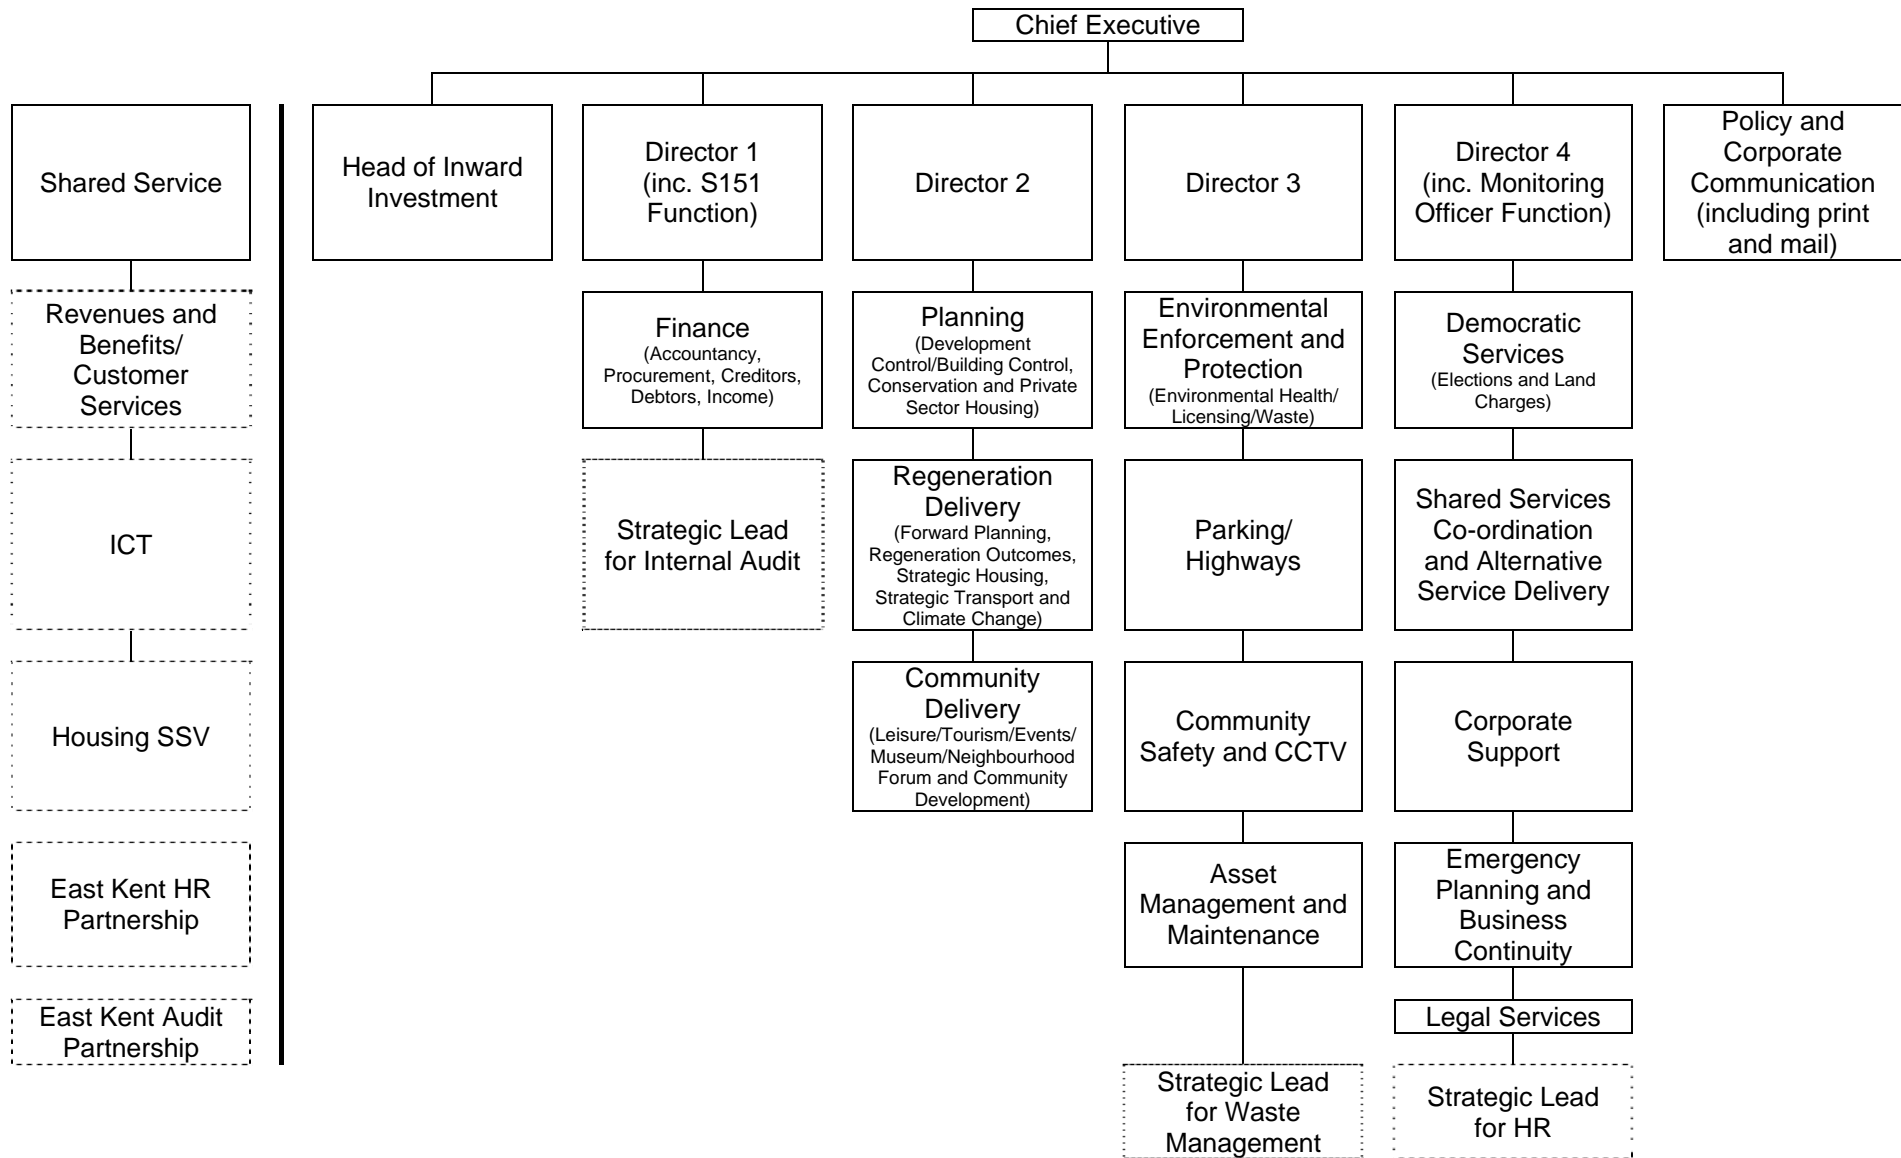 Chief Executive
Shared Service
Revenues and
Benefits/
Customer
Services
ICT
Housing SSV
East Kent HR
Partnership
East Kent Audit
Partnership
Head of Inward
Investment
Director 1
(inc. S151
Function)
Finance
(Accountancy,
Procurement, Creditors,
Debtors, Income)
Strategic Lead
for Internal Audit
Director 2
Planning
(Development
Control/Building Control,
Conservation and Private
Sector Housing)
Regeneration
Delivery
(Forward Planning,
Regeneration Outcomes,
Strategic Housing,
Strategic Transport and
Climate Change)
Community
Delivery
(Leisure/Tourism/Events/
Museum/Neighbourhood
Forum and Community
Development)
Director 3
Environmental
Enforcement and
Protection
(Environmental Health/
Licensing/Waste)
Parking/
Highways
Community
Safety and CCTV
Asset
Management and
Maintenance
Strategic Lead
for Waste
Management
Director 4
(inc. Monitoring
Officer Function)
Democratic
Services
(Elections and Land
Charges)
Shared Services
Co-ordination
and Alternative
Service Delivery
Corporate
Support
Emergency
Planning and
Business
Continuity
Legal Services
Strategic Lead
for HR
Policy and
Corporate
Communication
(including print
and mail)